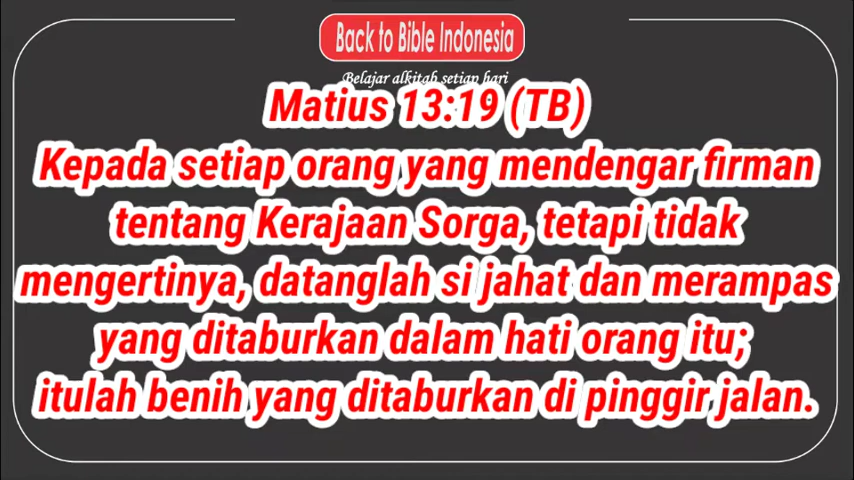 Back to Bible Indonesia
Belajar alkitab setiap hari
Matius 13:19 (TB)
Kepada setiap orang yang mendengar firman
tentang Kerajaan Sorga, tetapi tidak
mengertinya, datanglah si jahat dan merampas
yang ditaburkan dalam hati orang itu;
itulah benih yang ditaburkan di pinggir jalan.